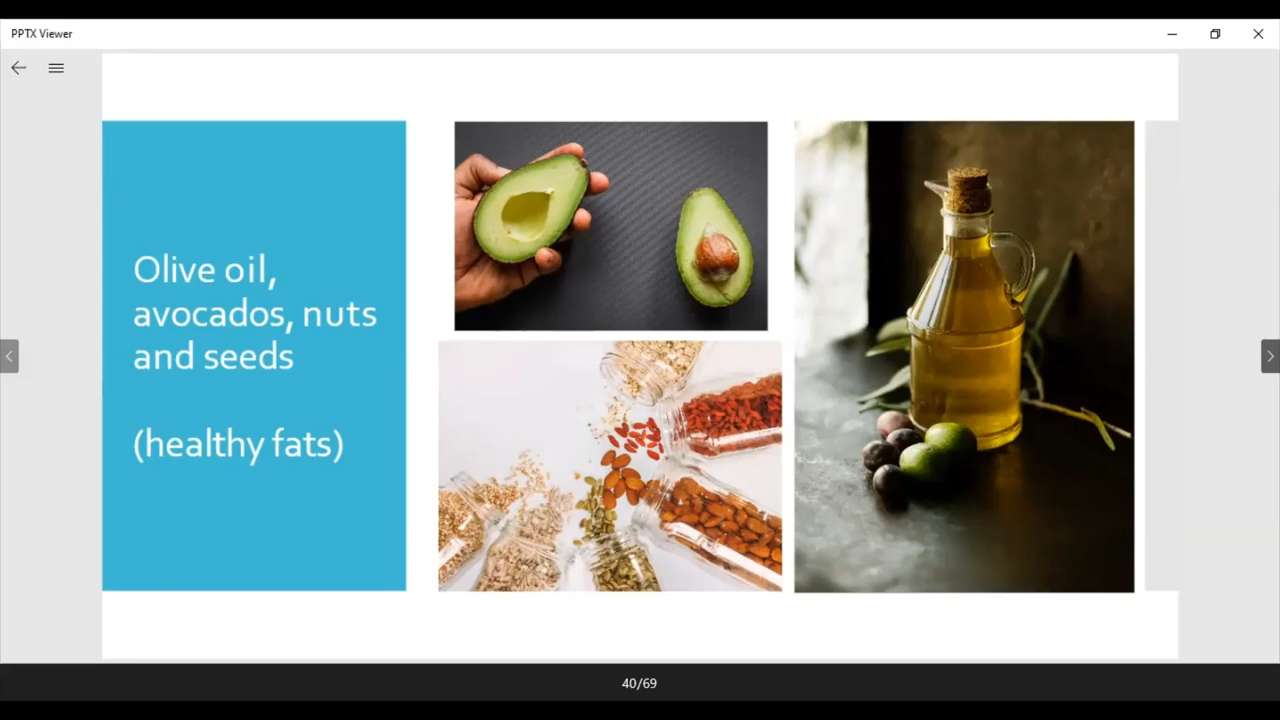 PPTX Viewer
Olive oil,
avocados, nuts
and seeds
(healthy fats)
40/69